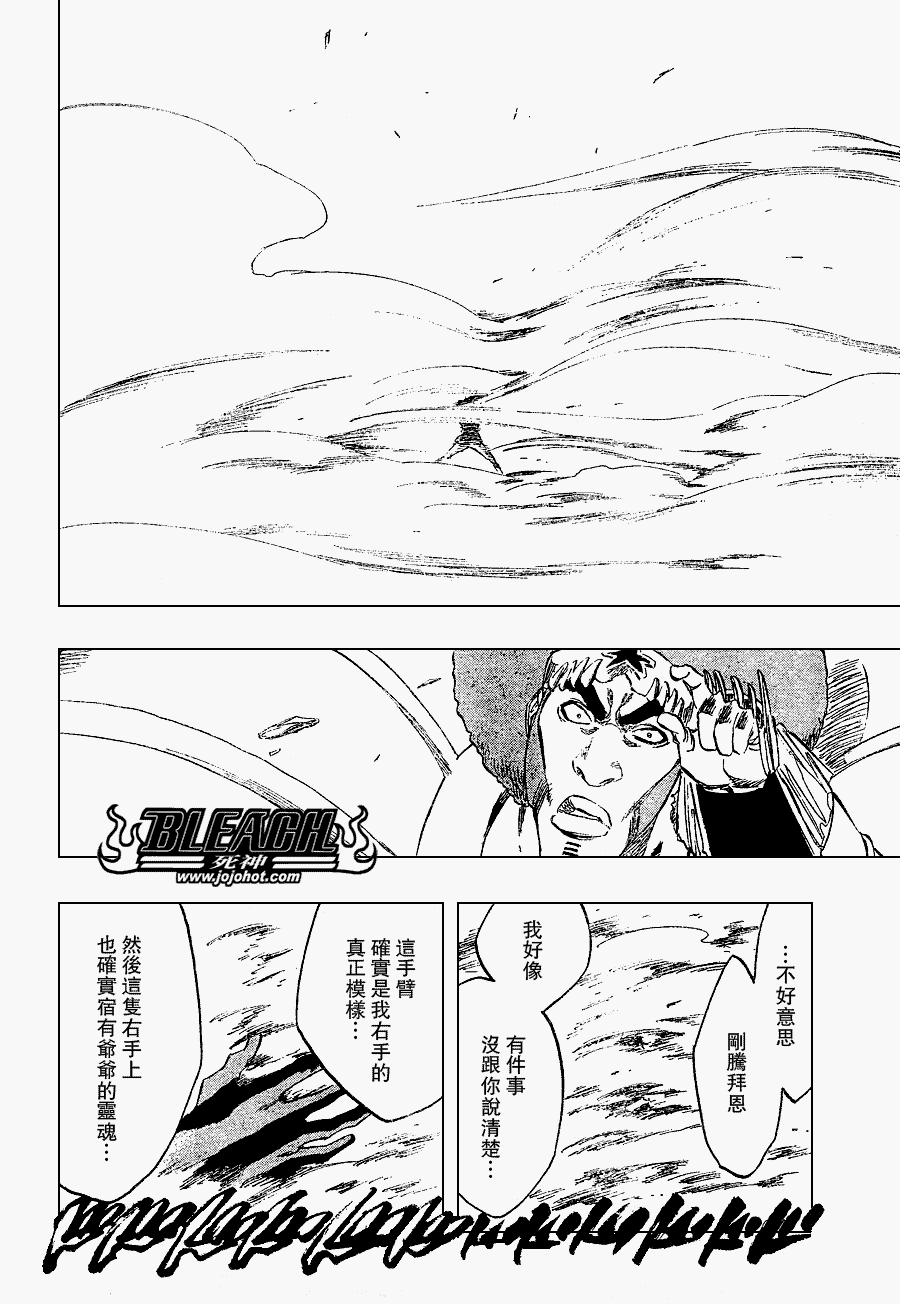 BLEACH
死神
www.jojohot.com
…不好意思
剛騰拜恩
我好像
有件事
沒跟你說清楚…
這手臂
確實是我右手的
真正模樣…
然後這隻右手上
也確實宿有爺爺的靈魂…